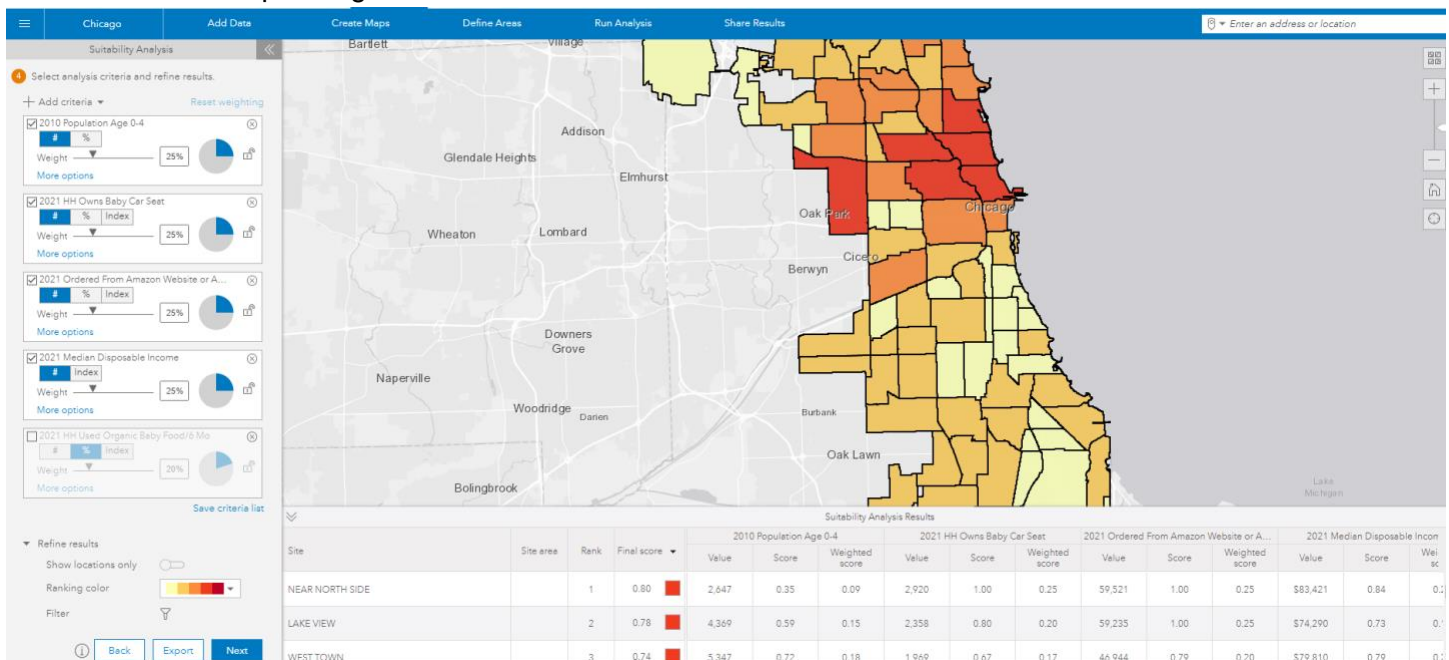 Chicago Add Data Create Maps Define Areas Run Analysis Share Results Enter an address or location
Suitability Analysis
4 Select analysis criteria and refine results.
+ Add criteria Reset weighting
2010 Population Age 0-4
# %
Weight 25%
More options
2021 HH Owns Baby Car Seat
# % Index
Weight 25%
More options
2021 Ordered From Amazon Website or A...
# % Index
Weight 25%
More options
2021 Median Disposable Income
# Index
Weight 25%
More options
2021 HH Used Organic Baby Food/6 Mo
# % Index
Weight 20%
More options
Save criteria list
Refine results
Show locations only
Ranking color
Filter
Back Export Next
Bartlett
Village
Addison
Glendale Heights
Elmhurst
Oak Park
Chicago
Wheaton
Lombard
Cicero
Berwyn
Downers
Grove
Naperville
Woodridge
Darien
Burbank
Oak Lawn
Bolingbrook
Lake
Michigan
Suitability Analysis Results
2010 Population Age 0-4 2021 HH Owns Baby Car Seat 2021 Ordered From Amazon Website or A... 2021 Median Disposable Incom
Site Site area Rank Final score Value Score Weighted score Value Score Weighted score Value Score Weighted score Value Score Wei sc
NEAR NORTH SIDE 1 0.80 2,647 0.35 0.09 2,920 1.00 0.25 59,521 1.00 0.25 $83,421 0.84
LAKE VIEW 2 0.78 4,369 0.59 0.15 2,358 0.80 0.20 59,235 1.00 0.25 $74,290 0.73
WEST TOWN 3 0.74 5,347 0.72 0.18 1,969 0.67 0.17 46,944 0.79 0.20 $79,810 0.79